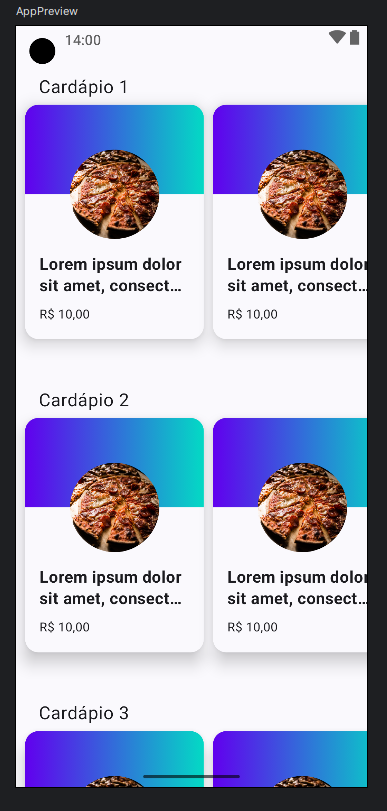 AppPreview
14:00
Cardápio 1
Lorem ipsum dolor
sit amet, consect...
R$ 10,00
Lorem ipsum dolor
sit amet, consect...
R$ 10,00
Cardápio 2
Lorem ipsum dolor
sit amet, consect...
R$ 10,00
Lorem ipsum dolor
sit amet, consect...
R$ 10,00
Cardápio 3